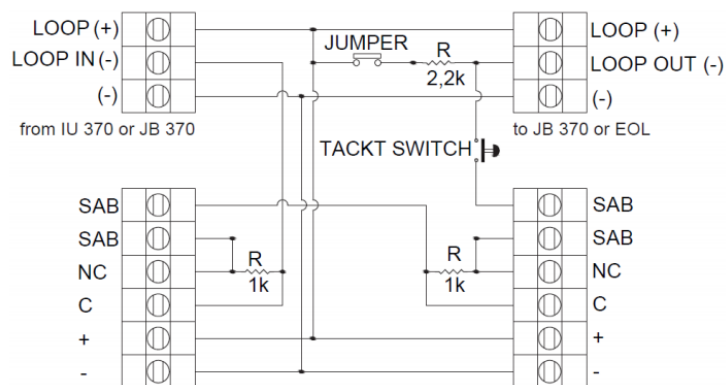 LOOP (+)
LOOP IN (-)
(-)
from IU 370 or JB 370
JUMPER
R
2,2k
LOOP (+)
LOOP OUT (-)
(-)
to JB 370 or EOL
TACKT SWITCH
SAB
SAB
NC
C
+
-
R
1k
R
1k
SAB
SAB
NC
C
+
-